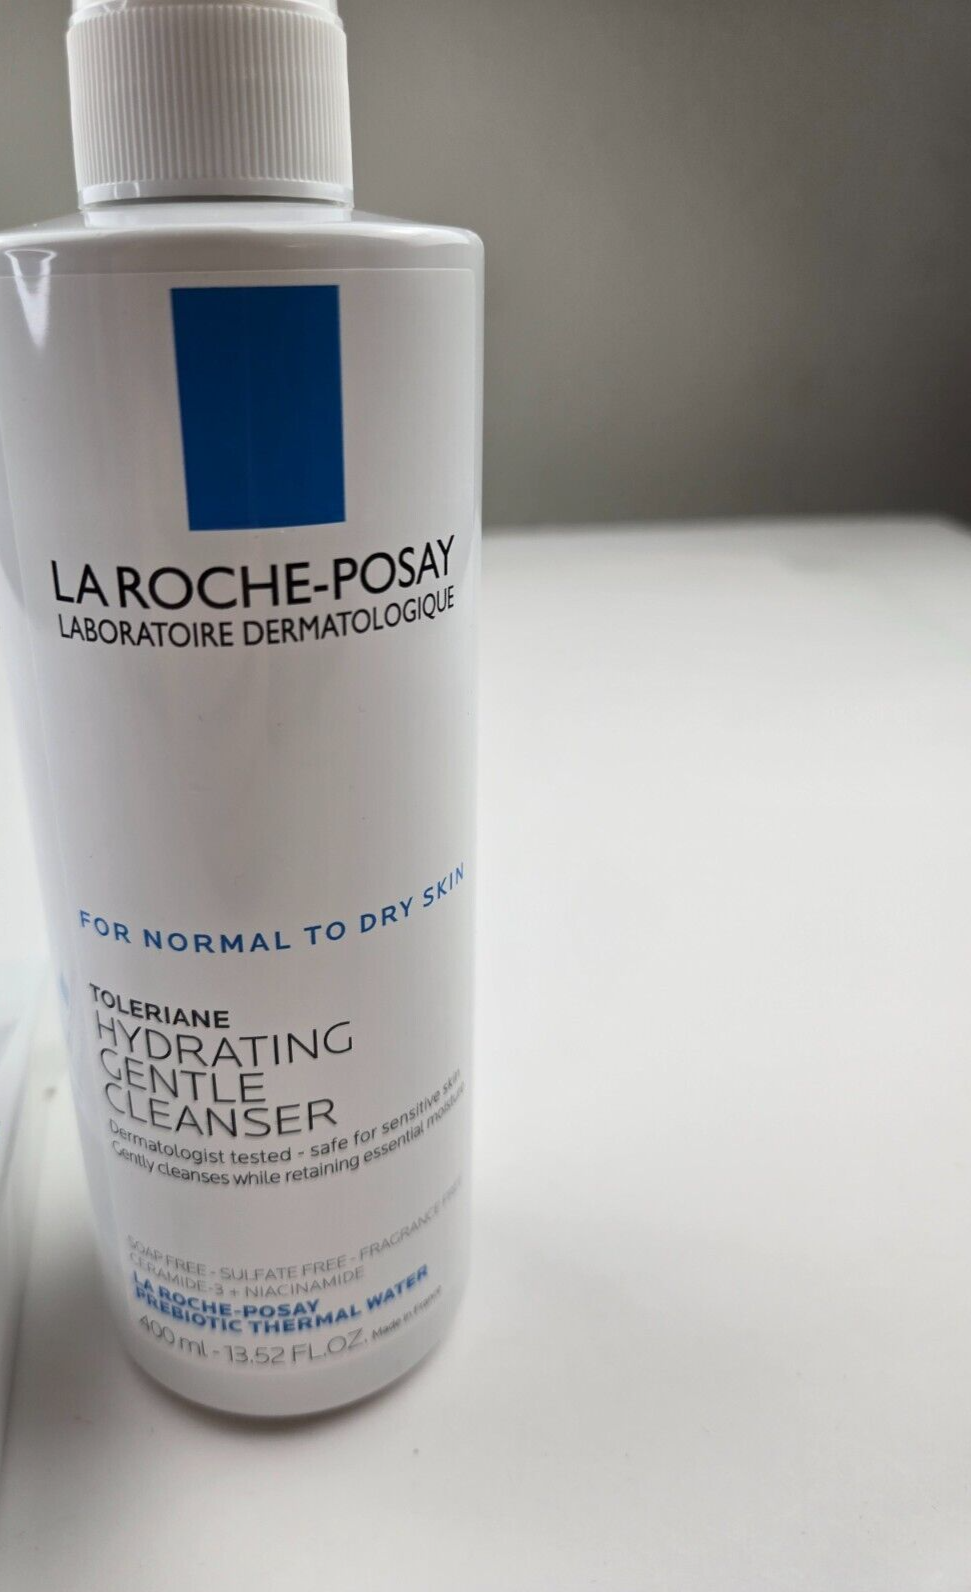 LA ROCHE-POSAY
LABORATOIRE DERMATOLOGIQUE
FOR NORMAL TO DRY SKIN
TOLERIANE
HYDRATING
GENTLE
CLEANSER
Dermatologist tested - safe for sensitive skin
Gently cleanses while retaining essential moisture
SOAP FREE - SULFATE FREE - FRAGRANCE FREE
CERAMIDE-3 + NIACINAMIDE
LA ROCHE-POSAY
PREBIOTIC THERMAL WATER
400 ml - 13.52 FL.OZ. Made in France